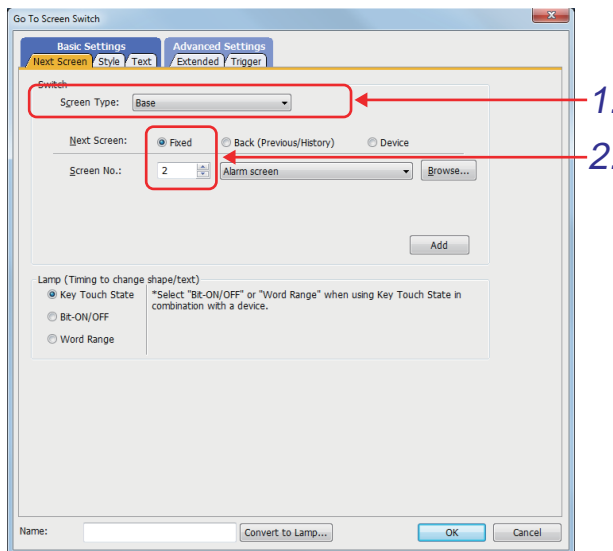 Go To Screen Switch
x
Basic Settings Advanced Settings
Next Screen Style Text Extended Trigger
Switch
Screen Type: Base
1.
Next Screen: Fixed Back (Previous/History) Device
2.
Screen No.: 2 Alarm screen Browse...
Add
Lamp (Timing to change shape/text)
Key Touch State *Select "Bit-ON/OFF" or "Word Range" when using Key Touch State in
combination with a device.
Bit-ON/OFF
Word Range
Name: Convert to Lamp... OK Cancel